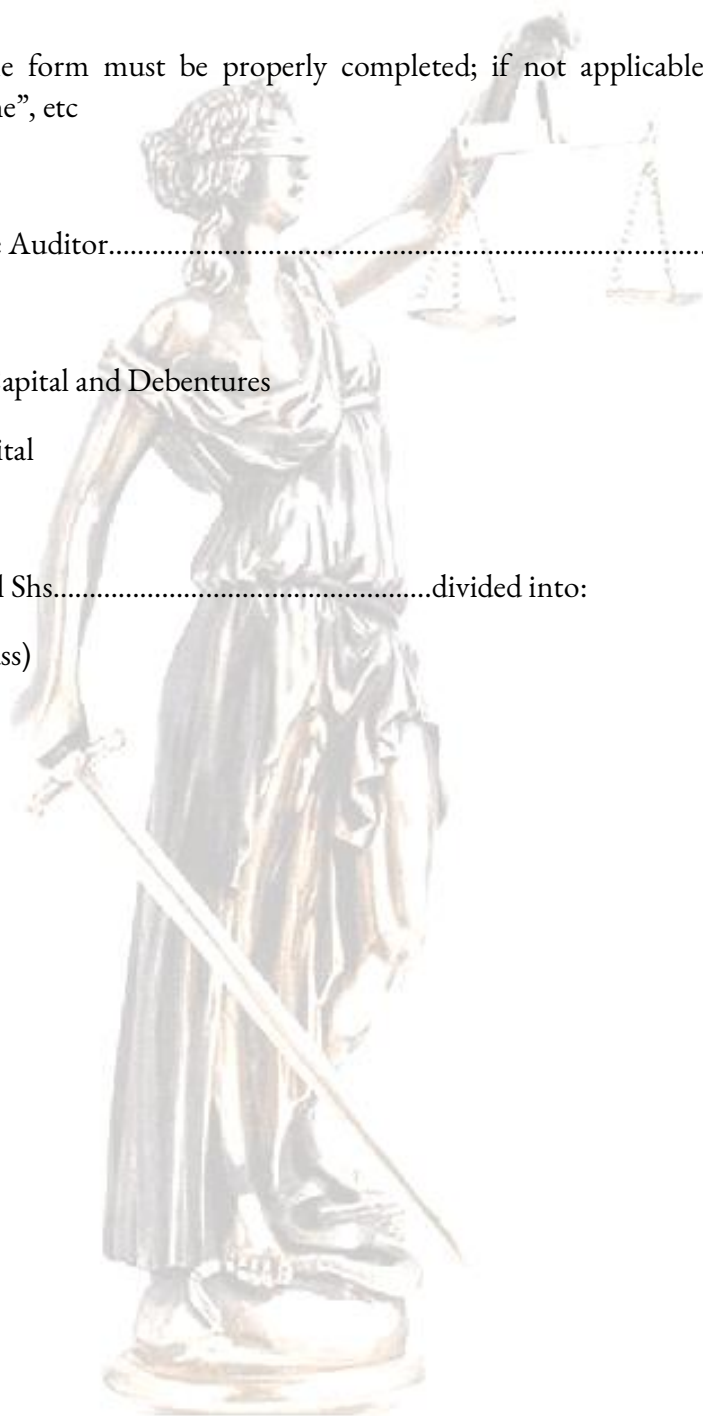 e form must be properly completed; if not applicable
ne”, etc
e Auditor........................................................................................
apital and Debentures
ital
l Shs....................................................divided into:
ss)